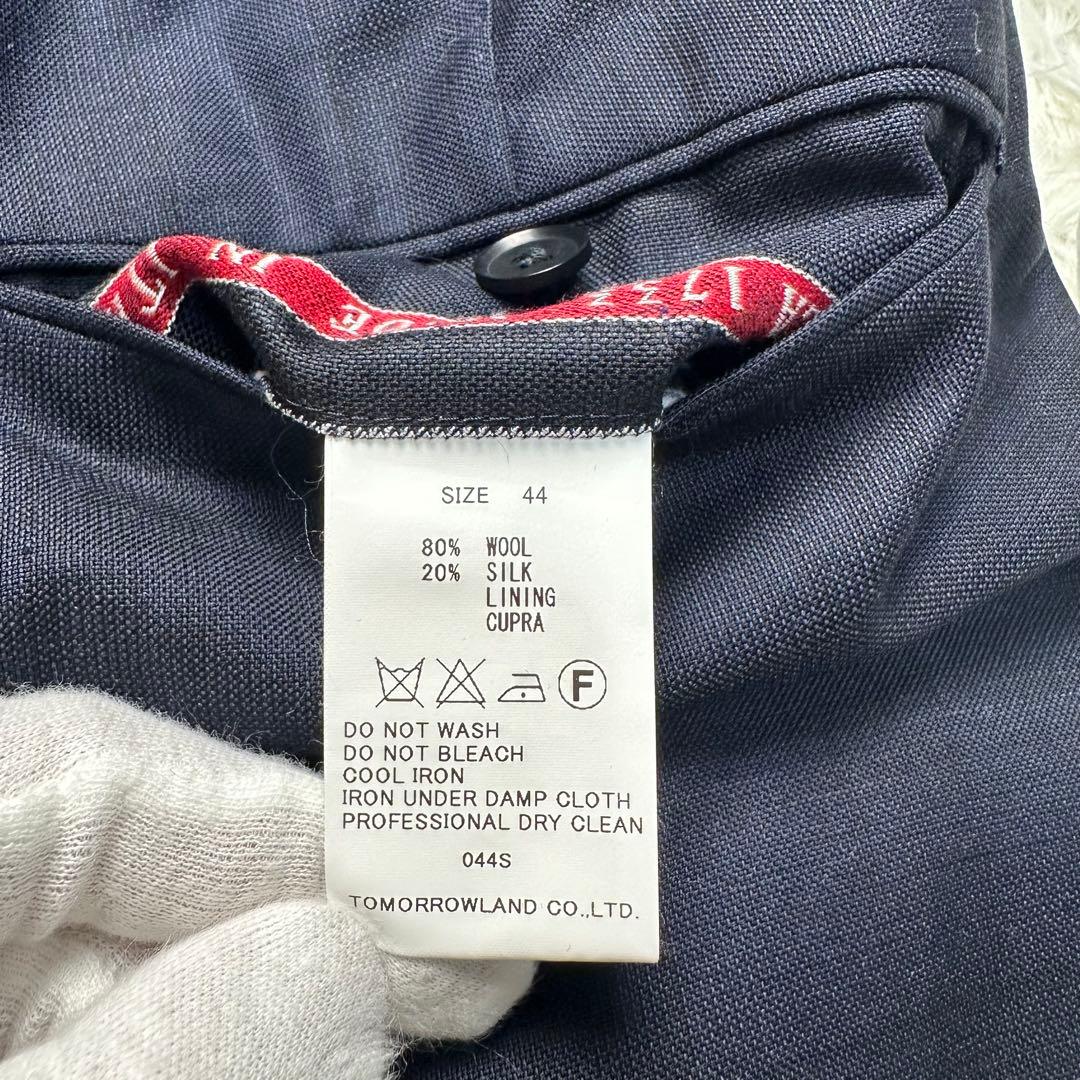 1733
SIZE 44
80% WOOL
20% SILK
LINING
CUPRA
F
DO NOT WASH
DO NOT BLEACH
COOL IRON
IRON UNDER DAMP CLOTH
PROFESSIONAL DRY CLEAN
044S
TOMORROWLAND CO.,LTD.